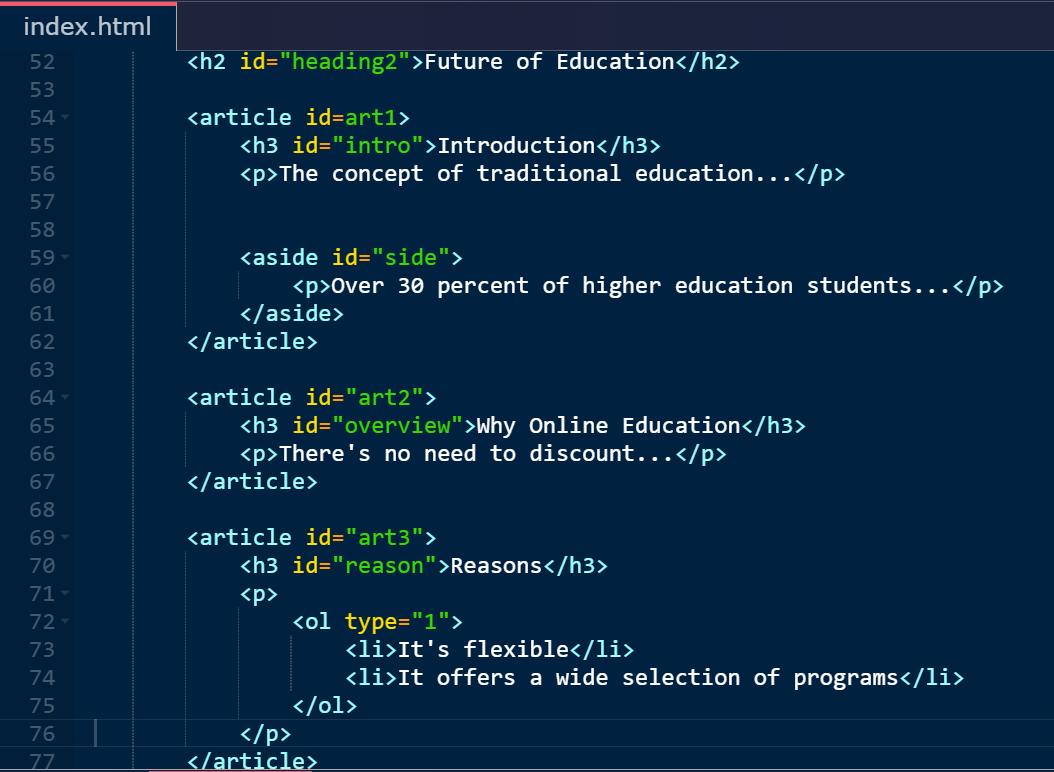 index.html
52 <h2 id="heading2">Future of Education</h2>
53
54 <article id=art1>
55 <h3 id="intro">Introduction</h3>
56 <p>The concept of traditional education...</p>
57
58
59 <aside id="side">
60 <p>Over 30 percent of higher education students...</p>
61 </aside>
62 </article>
63
64 <article id="art2">
65 <h3 id="overview">Why Online Education</h3>
66 <p>There's no need to discount...</p>
67 </article>
68
69 <article id="art3">
70 <h3 id="reason">Reasons</h3>
71 <p>
72 <ol type="1">
73 <li>It's flexible</li>
74 <li>It offers a wide selection of programs</li>
75 </ol>
76 </p>
77 </article>